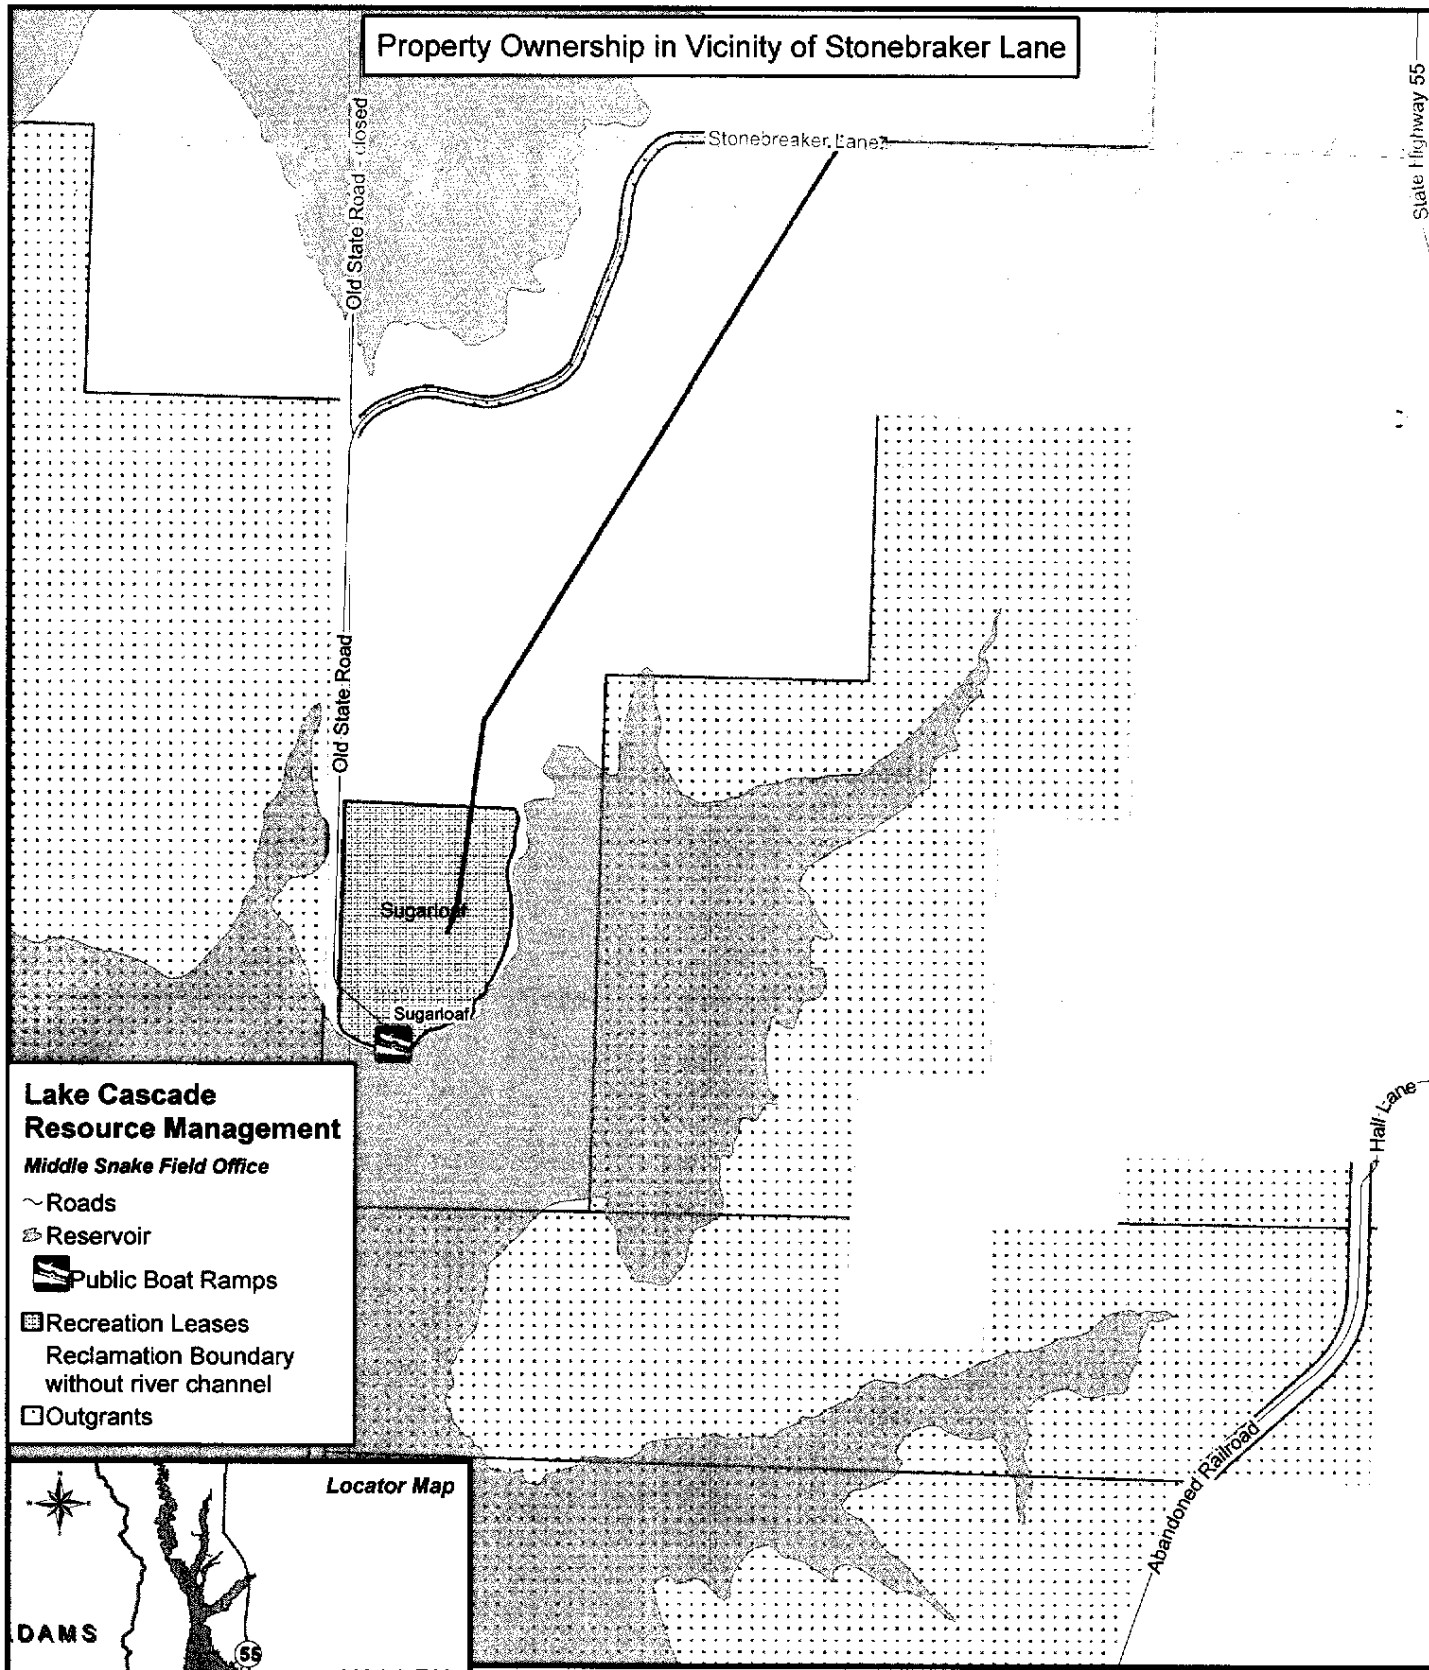 Property Ownership in Vicinity of Stonebraker Lane
Old State Road - closed
Stonebreaker Lane
State Highway 55
Old State Road
Sugarloaf
Sugarloaf
Hall Lane
Abandoned Railroad
Lake Cascade
Resource Management
Middle Snake Field Office
Roads
Reservoir
Public Boat Ramps
Recreation Leases
Reclamation Boundary
without river channel
Outgrants
Locator Map
DAMS
55